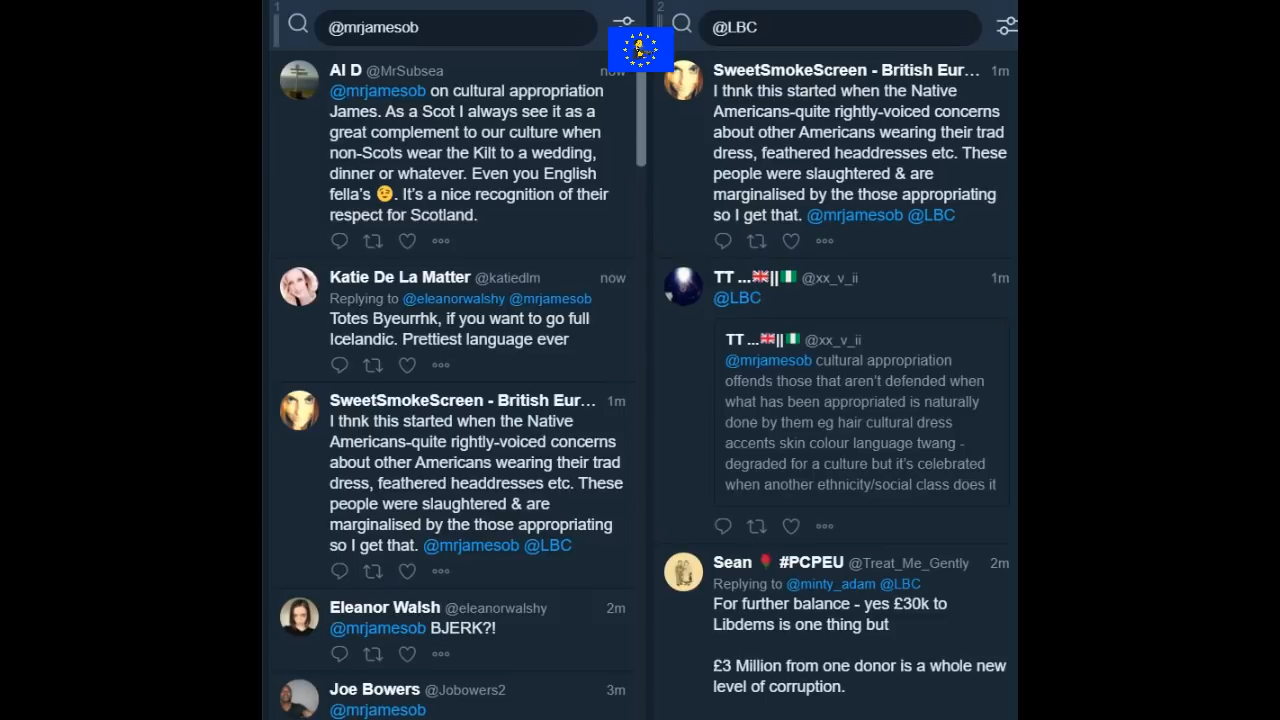 1
@mrjamesob
Al D @MrSubsea now
@mrjamesob on cultural appropriation
James. As a Scot I always see it as a
great complement to our culture when
non-Scots wear the Kilt to a wedding,
dinner or whatever. Even you English
fella's 😉. It's a nice recognition of their
respect for Scotland.
Katie De La Matter @katiedlm now
Replying to @eleanorwalshy @mrjamesob
Totes Byeurrhk, if you want to go full
Icelandic. Prettiest language ever
SweetSmokeScreen - British Eur... 1m
I thnk this started when the Native
Americans-quite rightly-voiced concerns
about other Americans wearing their trad
dress, feathered headdresses etc. These
people were slaughtered & are
marginalised by the those appropriating
so I get that. @mrjamesob @LBC
Eleanor Walsh @eleanorwalshy 2m
@mrjamesob BJERK?!
Joe Bowers @Jobowers2 3m
@mrjamesob
2
@LBC
SweetSmokeScreen - British Eur... 1m
I thnk this started when the Native
Americans-quite rightly-voiced concerns
about other Americans wearing their trad
dress, feathered headdresses etc. These
people were slaughtered & are
marginalised by the those appropriating
so I get that. @mrjamesob @LBC
TT ...🇬🇧||🇳🇬 @xx_v_ii 1m
@LBC
TT ...🇬🇧||🇳🇬 @xx_v_ii
@mrjamesob cultural appropriation
offends those that aren't defended when
what has been appropriated is naturally
done by them eg hair cultural dress
accents skin colour language twang -
degraded for a culture but it's celebrated
when another ethnicity/social class does it
Sean 🌹 #PCPEU @Treat_Me_Gently 2m
Replying to @minty_adam @LBC
For further balance - yes £30k to
Libdems is one thing but
£3 Million from one donor is a whole new
level of corruption.